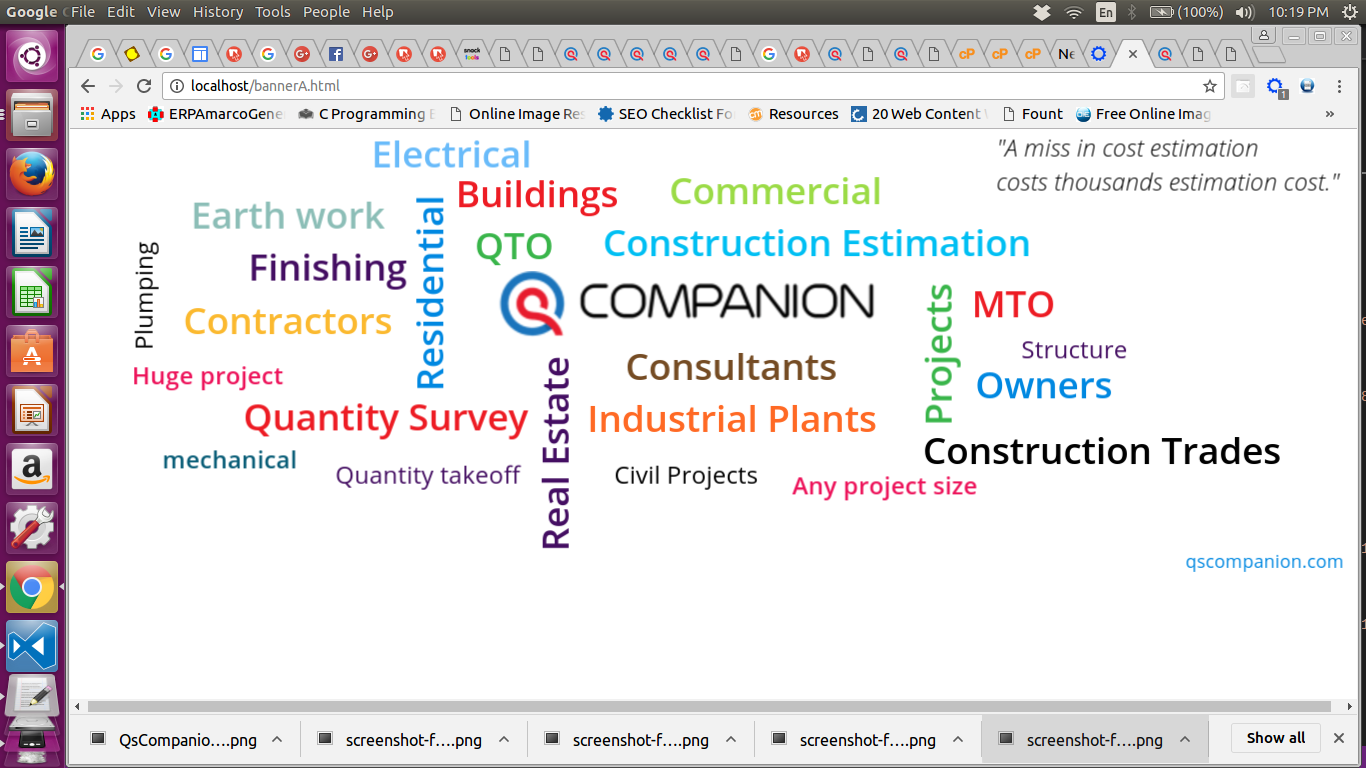 Google C File Edit View History Tools People Help
En (100%) 10:19 PM
localhost/bannerA.html
Apps ERPAmarcoGene C Programming E Online Image Res SEO Checklist Fo Resources 20 Web Content Fount Free Online Imag »
Electrical
"A miss in cost estimation
costs thousands estimation cost."
Buildings
Commercial
Earth work
Residential
QTO
Construction Estimation
Plumping
Finishing
COMPANION
Projects
MTO
Contractors
Structure
Huge project
Real Estate
Consultants
Owners
Quantity Survey
Industrial Plants
Construction Trades
mechanical
Quantity takeoff
Civil Projects
Any project size
qscompanion.com
QsCompanio....png screenshot-f....png screenshot-f....png screenshot-f....png screenshot-f....png Show all